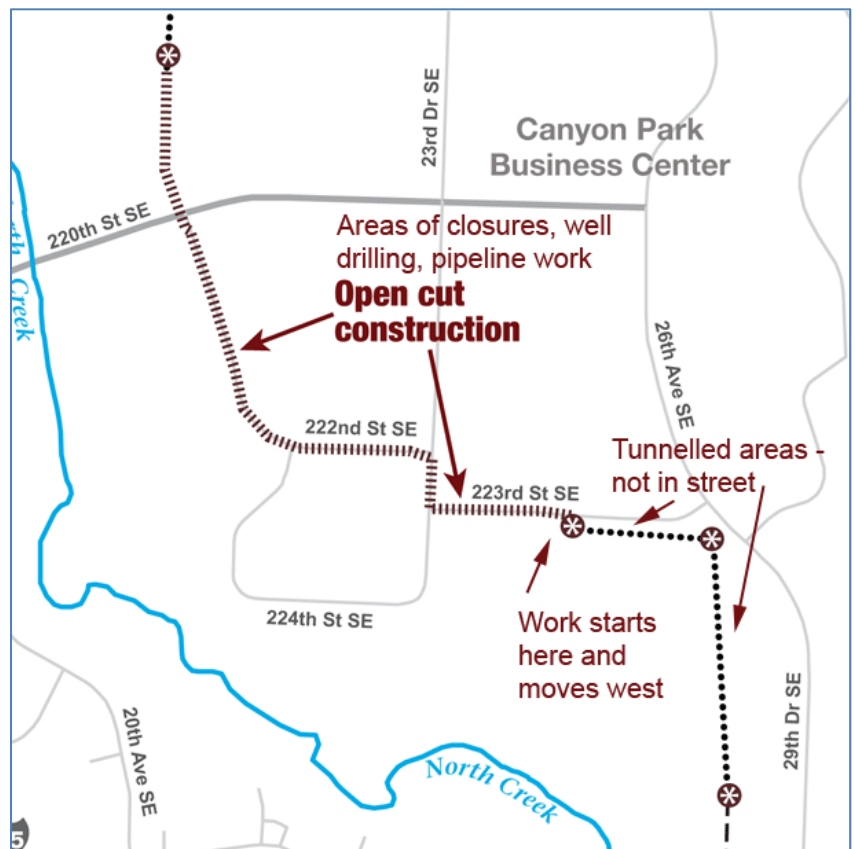 23rd Dr SE
Canyon Park
Business Center
220th St SE
Areas of closures, well
drilling, pipeline work
Open cut
construction
North Creek
26th Ave SE
222nd St SE
Tunnelled areas -
not in street
223rd St SE
Work starts
here and
moves west
224th St SE
29th Dr SE
20th Ave SE
North Creek
5